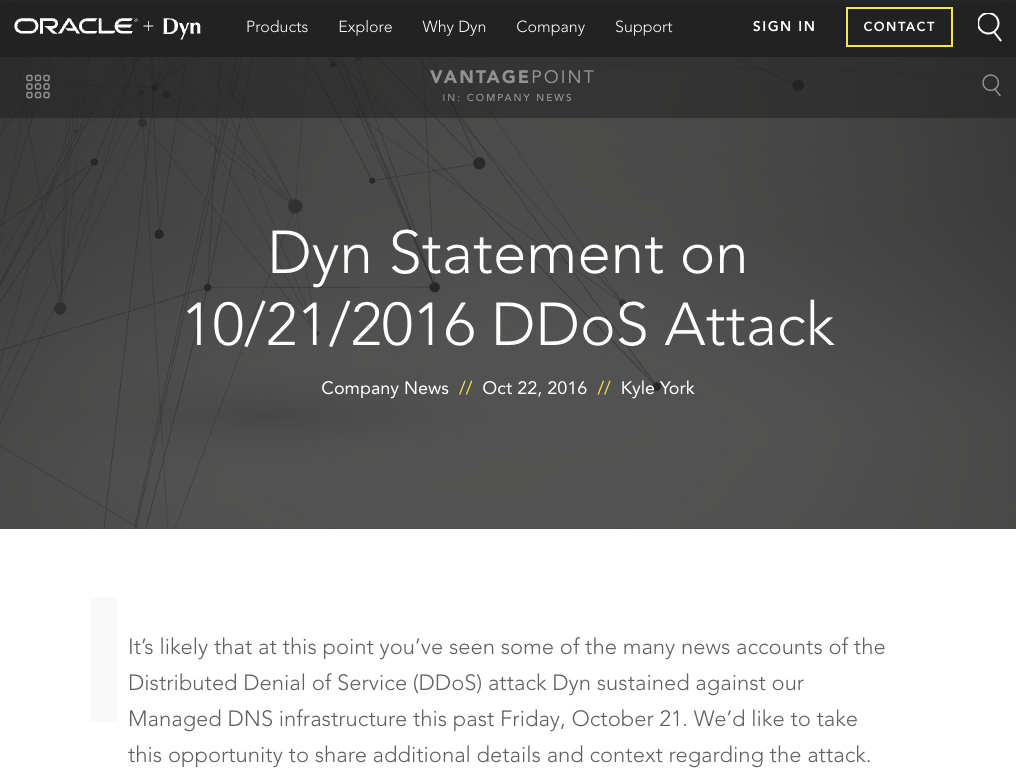 ORACLE® + Dyn Products Explore Why Dyn Company Support SIGN IN CONTACT
VANTAGEPOINT
IN: COMPANY NEWS
Dyn Statement on
10/21/2016 DDoS Attack
Company News // Oct 22, 2016 // Kyle York
It’s likely that at this point you’ve seen some of the many news accounts of the
Distributed Denial of Service (DDoS) attack Dyn sustained against our
Managed DNS infrastructure this past Friday, October 21. We’d like to take
this opportunity to share additional details and context regarding the attack.